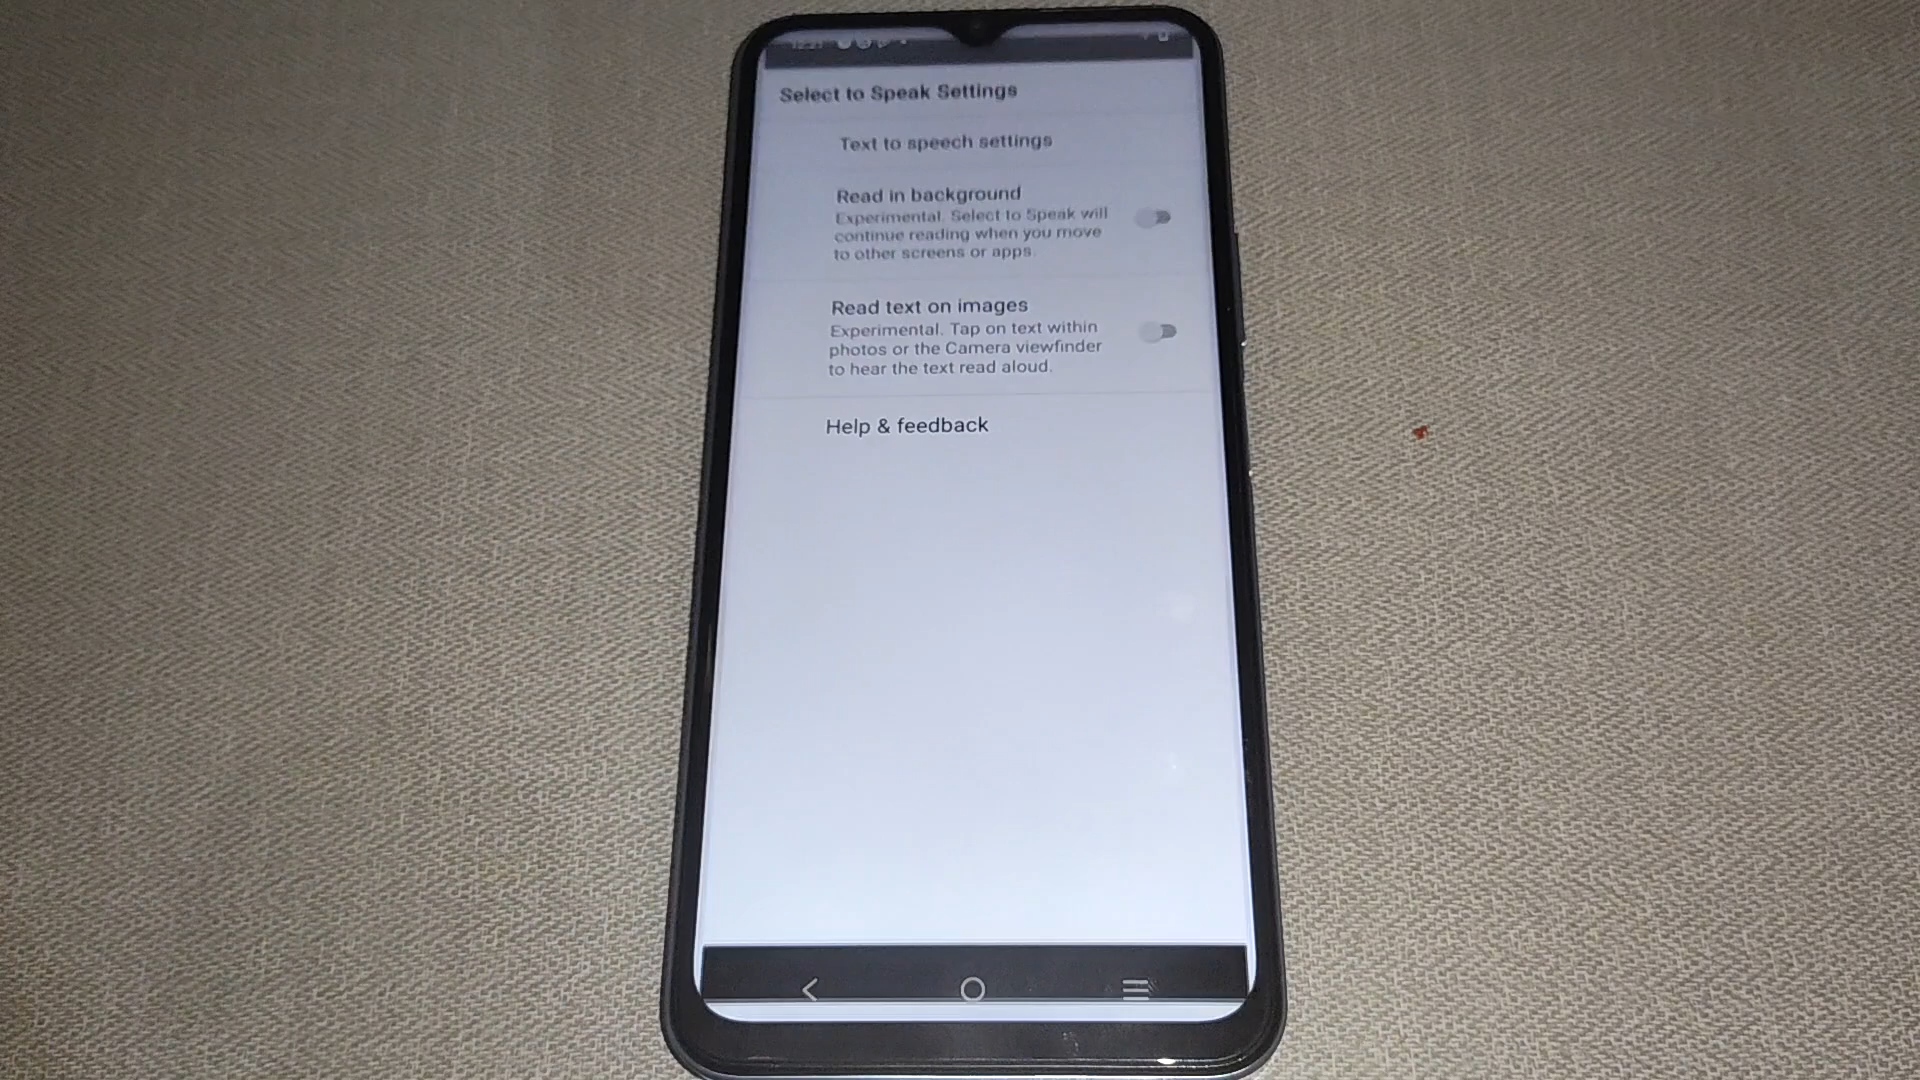 Select to Speak Settings
Text to speech settings
Read in background
Experimental. Select to Speak will
continue reading when you move
to other screens or apps.
Read text on images
Experimental. Tap on text within
photos or the Camera viewfinder
to hear the text read aloud.
Help & feedback